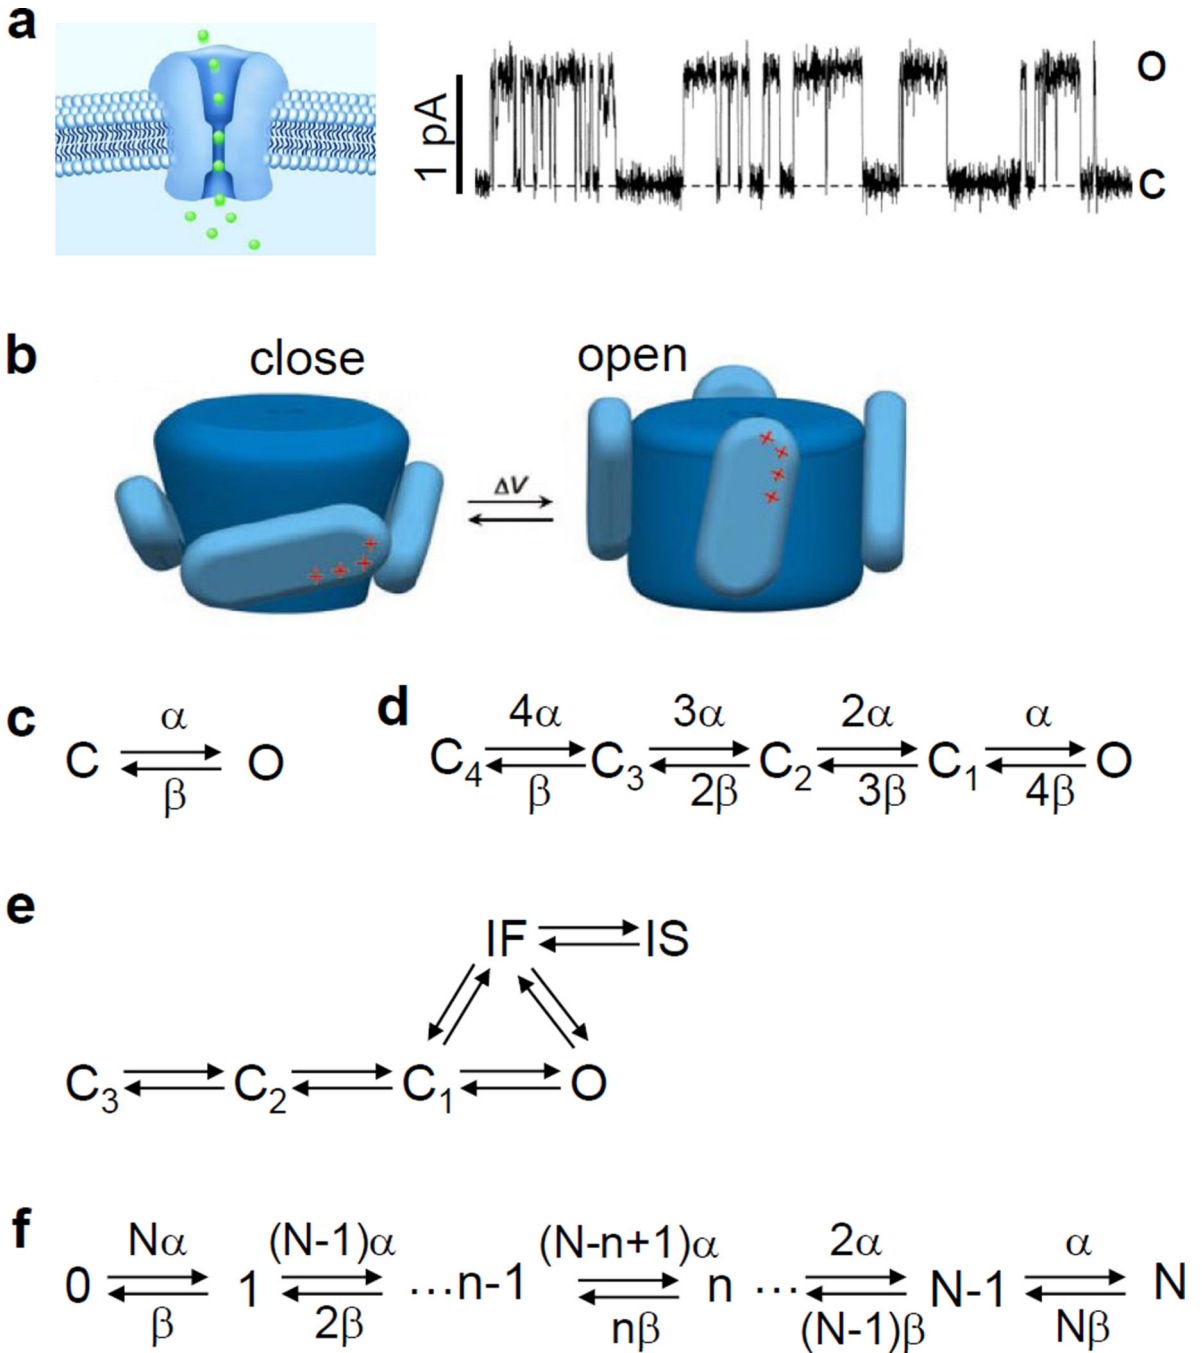 a
1 pA
O
C
b
close
open
ΔV
+ + + +
+ + + +
c
α
C O
β
d
4α 3α 2α α
C₄ C₃ C₂ C₁ O
β 2β 3β 4β
e
IF IS
C₃ C₂ C₁ O
f
Nα (N-1)α (N-n+1)α 2α α
0 1 ...n-1 n ... N-1 N
β 2β nβ (N-1)β Nβ